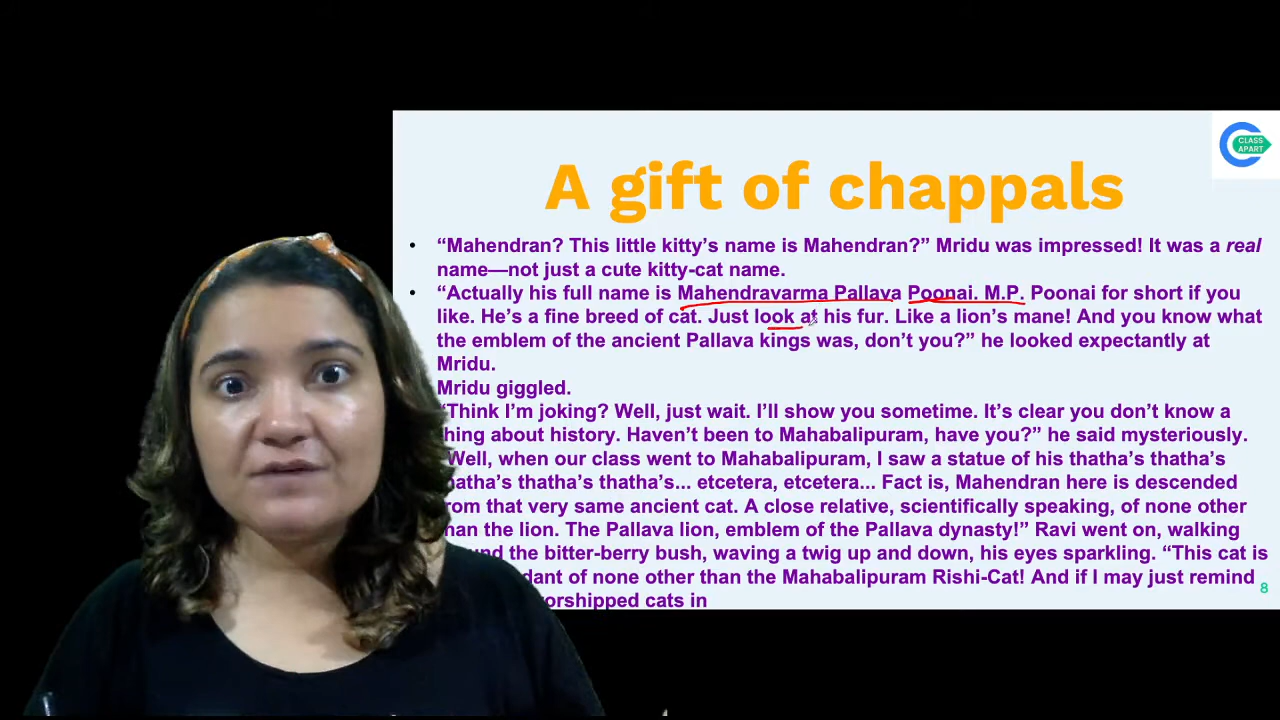 CLASS
APART
A gift of chappals
• “Mahendran? This little kitty’s name is Mahendran?” Mridu was impressed! It was a real
name—not just a cute kitty-cat name.
• “Actually his full name is Mahendravarma Pallava Poonai. M.P. Poonai for short if you
like. He’s a fine breed of cat. Just look at his fur. Like a lion’s mane! And you know what
the emblem of the ancient Pallava kings was, don’t you?” he looked expectantly at
Mridu.
Mridu giggled.
“Think I’m joking? Well, just wait. I’ll show you sometime. It’s clear you don’t know a
hing about history. Haven’t been to Mahabalipuram, have you?” he said mysteriously.
Well, when our class went to Mahabalipuram, I saw a statue of his thatha’s thatha’s
hatha’s thatha’s thatha’s... etcetera, etcetera... Fact is, Mahendran here is descended
rom that very same ancient cat. A close relative, scientifically speaking, of none other
han the lion. The Pallava lion, emblem of the Pallava dynasty!” Ravi went on, walking
und the bitter-berry bush, waving a twig up and down, his eyes sparkling. “This cat is
dant of none other than the Mahabalipuram Rishi-Cat! And if I may just remind
orshipped cats in
8